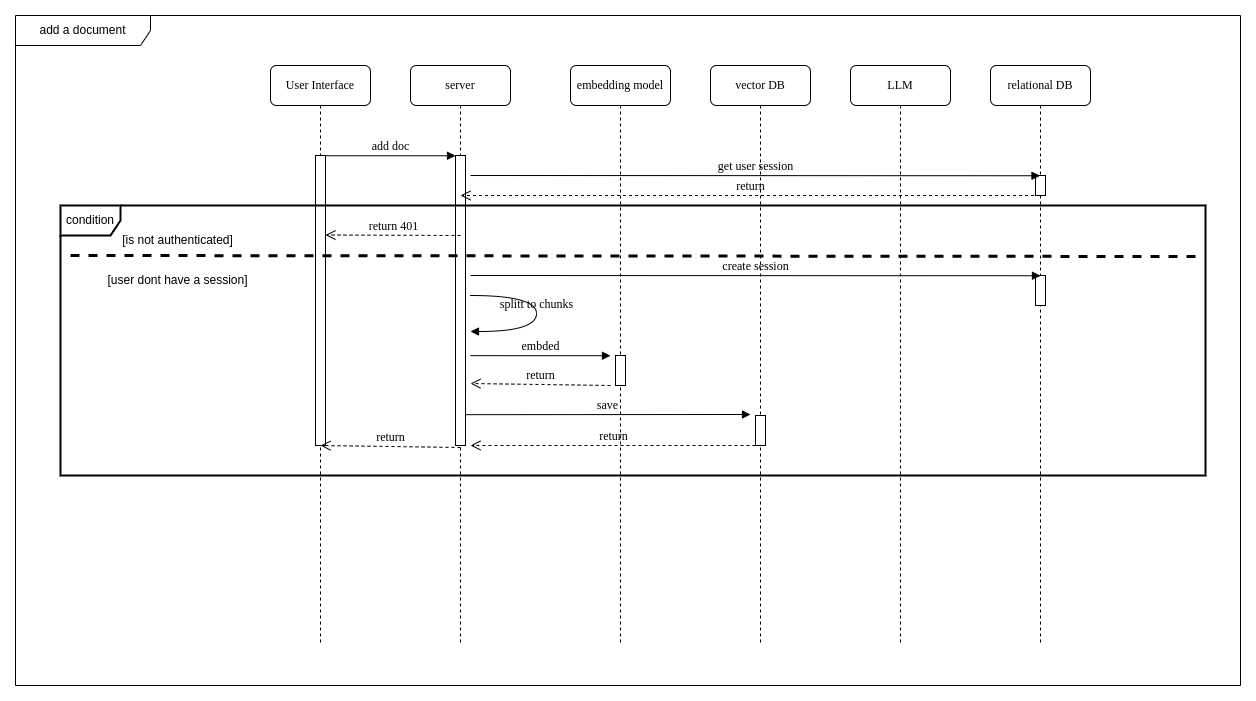 add a document
User Interface
server
embedding model
vector DB
LLM
relational DB
add doc
get user session
return
condition
return 401
[is not authenticated]
create session
[user dont have a session]
splitt to chunks
embded
return
save
return
return